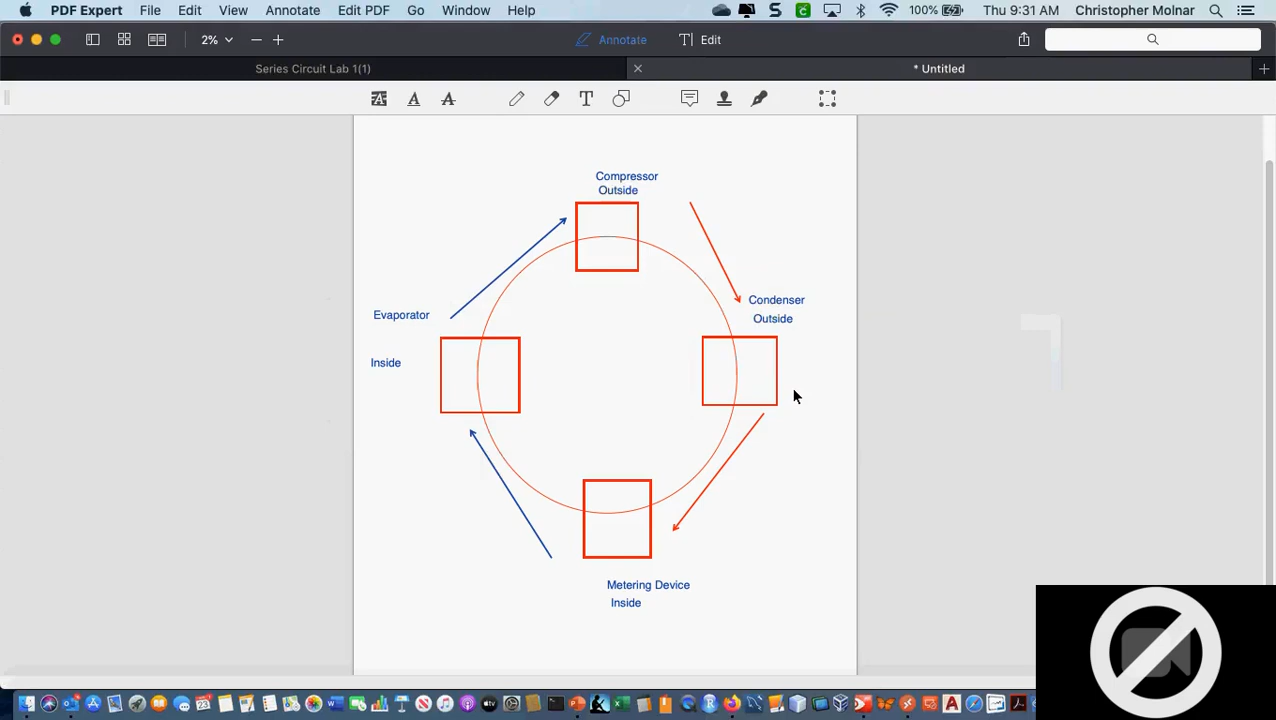 PDF Expert File Edit View Annotate Edit PDF Go Window Help 100% Thu 9:31 AM Christopher Molnar
2% Annotate Edit
Series Circuit Lab 1(1) * Untitled
Compressor
Outside
Condenser
Outside
Evaporator
Inside
Metering Device
Inside